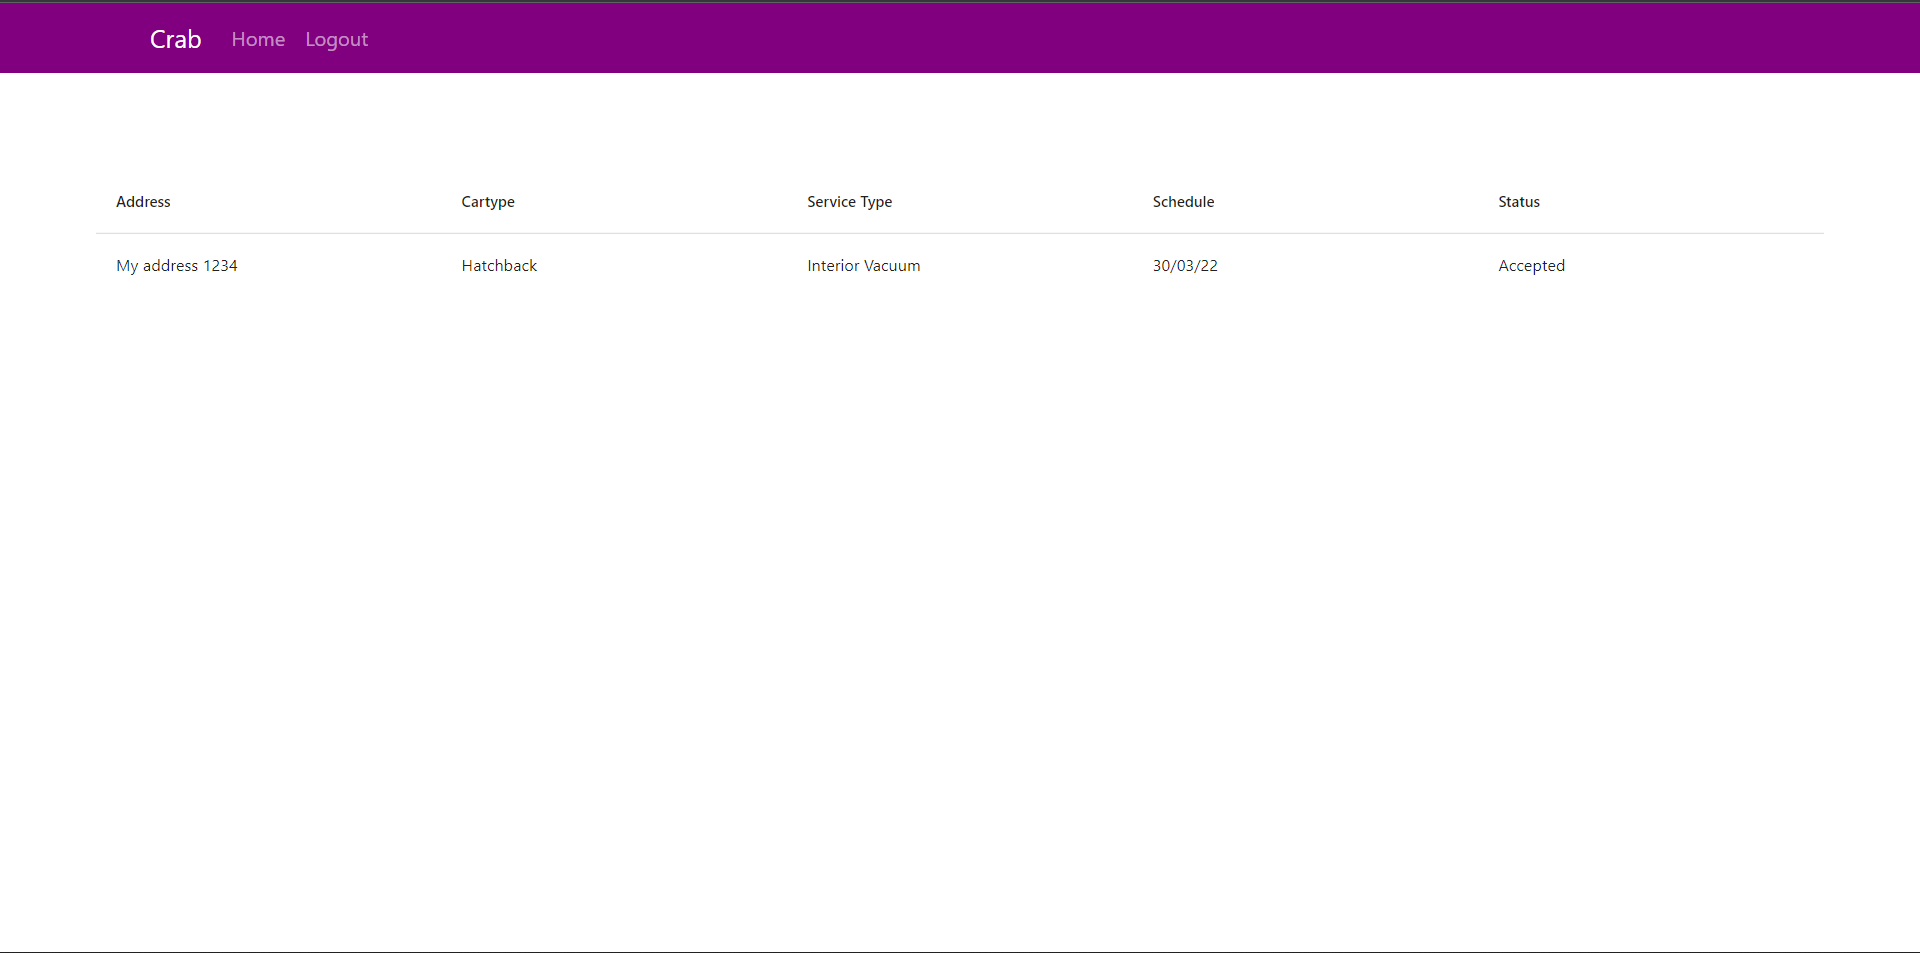 Crab Home Logout
Address Cartype Service Type Schedule Status
My address 1234 Hatchback Interior Vacuum 30/03/22 Accepted